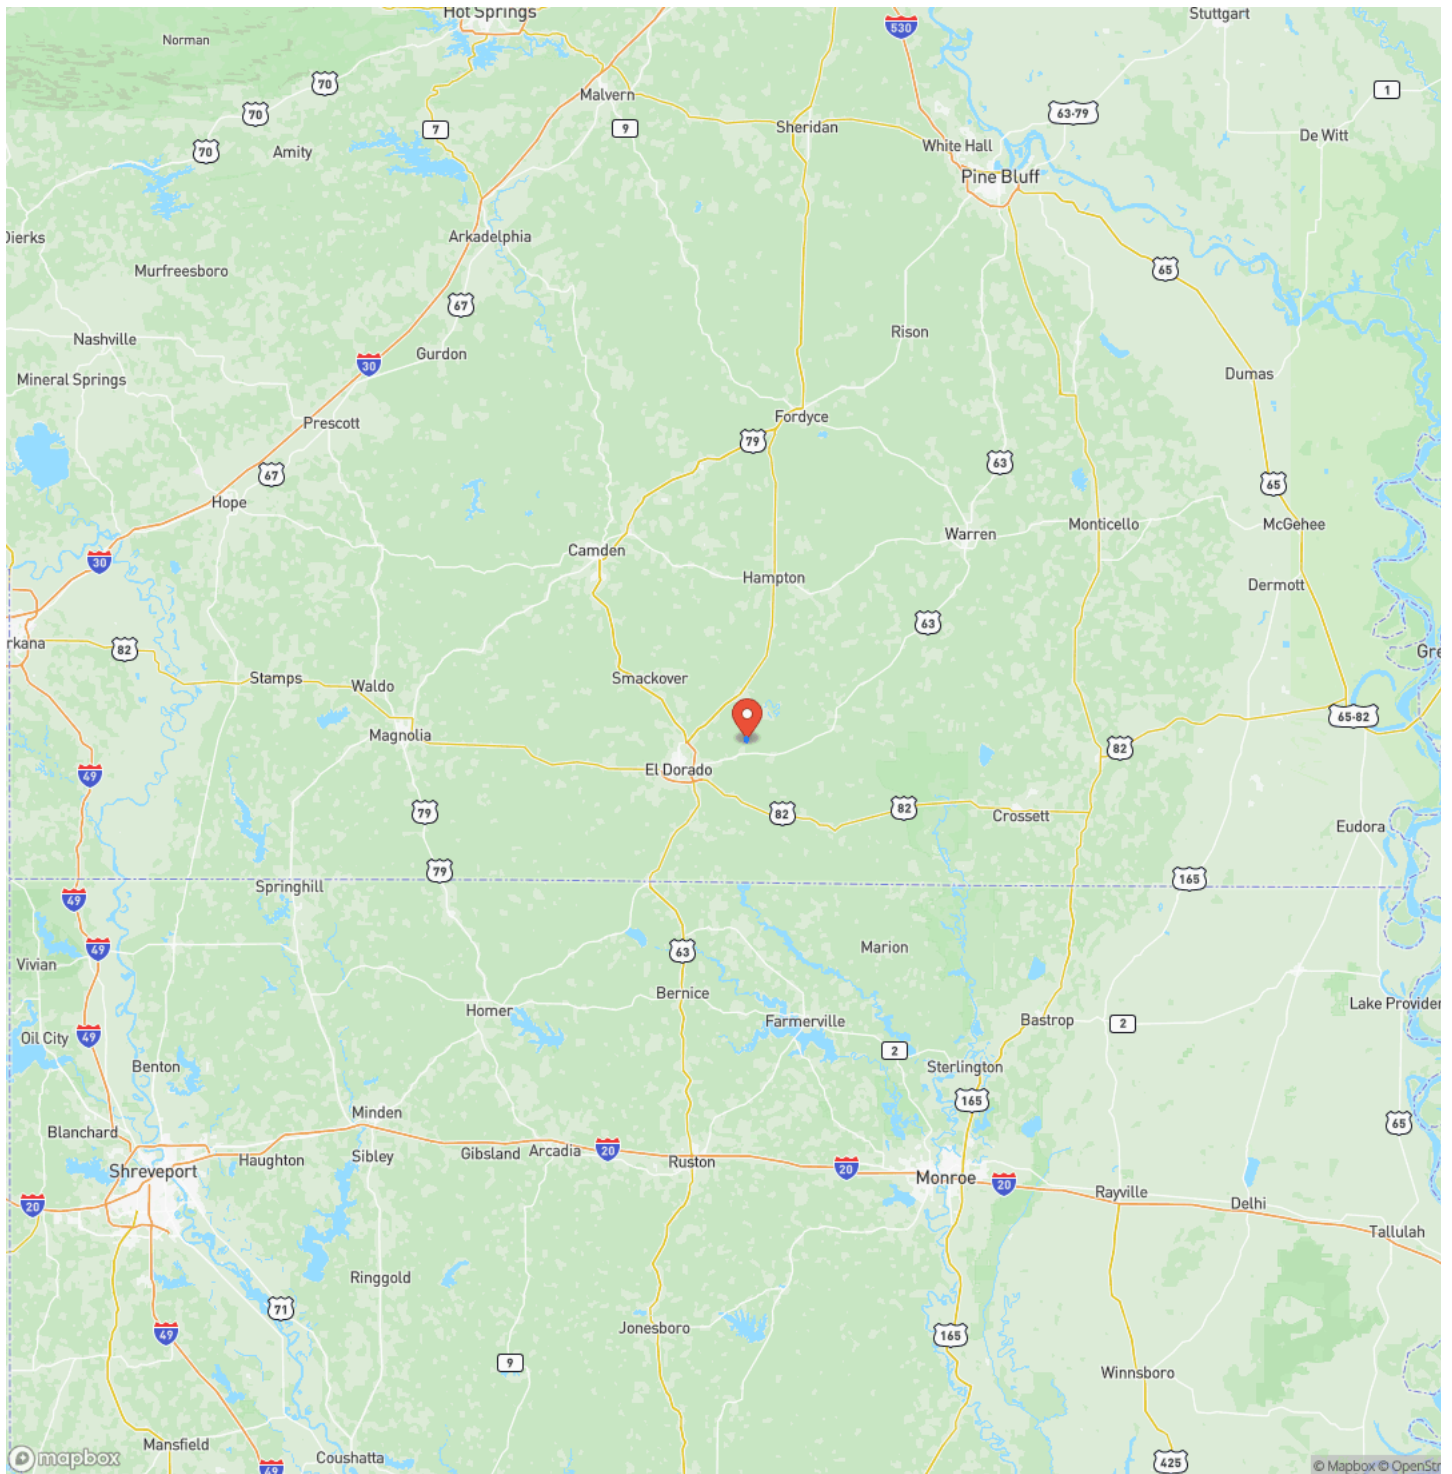 Hot Springs
Stuttgart
Norman
530
70
Malvern
1
70
63-79
7
9
Sheridan
De Witt
70
Amity
White Hall
Pine Bluff
Dierks
Arkadelphia
Murfreesboro
65
67
Rison
Nashville
Gurdon
30
Mineral Springs
Dumas
Prescott
Fordyce
79
67
63
65
Hope
Monticello
McGehee
Warren
Camden
30
Hampton
Dermott
63
rkana
82
Gre
Stamps
Waldo
Smackover
65-82
Magnolia
82
El Dorado
49
79
82
82
Crossett
Eudora
79
165
Springhill
49
49
63
Marion
Vivian
Bernice
Lake Providen
Homer
Farmerville
Bastrop
2
Oil City
49
2
Benton
Sterlington
165
Minden
65
Blanchard
20
Haughton
Sibley
Gibsland
Arcadia
Ruston
20
Shreveport
Monroe
20
20
Rayville
Delhi
Tallulah
Ringgold
71
49
Jonesboro
165
9
Winnsboro
Mansfield
Coushatta
425
49
mapbox
© Mapbox © OpenStr